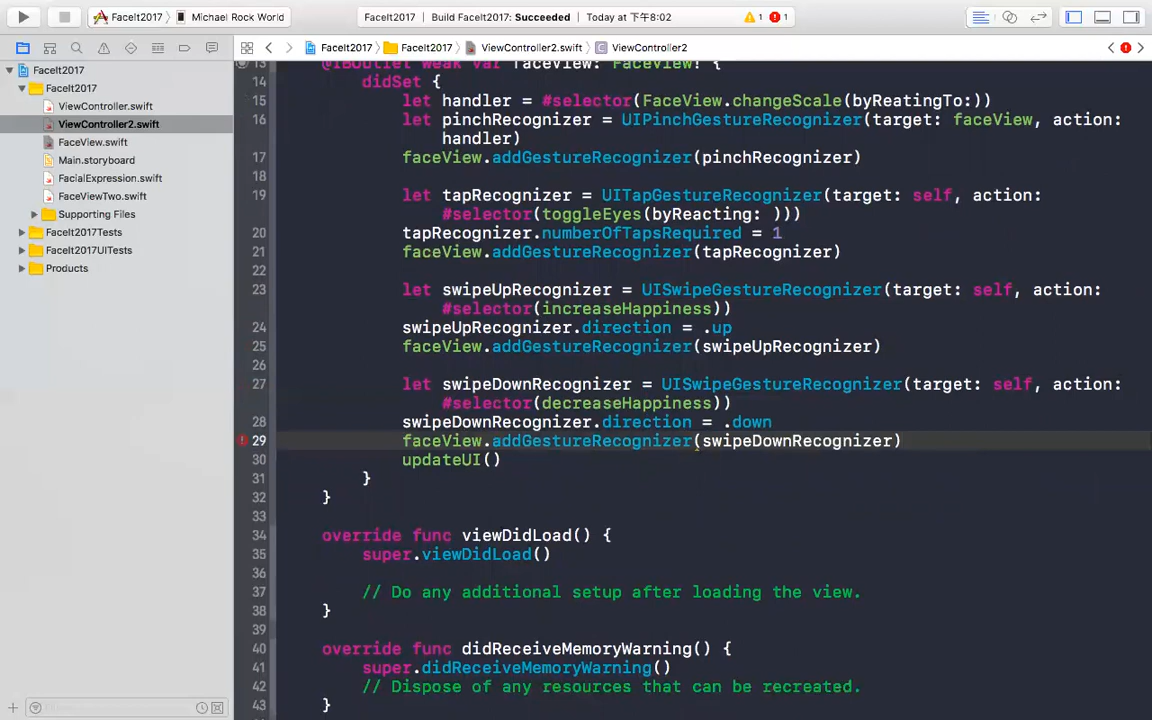 FaceIt2017 〉 Michael Rock World
FaceIt2017 | Build FaceIt2017: Succeeded | Today at 下午8:02
1 1
FaceIt2017 〉 FaceIt2017 〉 ViewController2.swift 〉 C ViewController2
FaceIt2017
FaceIt2017
ViewController.swift
ViewController2.swift
FaceView.swift
Main.storyboard
FacialExpression.swift
FaceViewTwo.swift
Supporting Files
FaceIt2017Tests
FaceIt2017UITests
Products
13 @IBOutlet weak var faceView: FaceView! {
14 didSet {
15 let handler = #selector(FaceView.changeScale(byReatingTo:))
16 let pinchRecognizer = UIPinchGestureRecognizer(target: faceView, action:
handler)
17 faceView.addGestureRecognizer(pinchRecognizer)
18
19 let tapRecognizer = UITapGestureRecognizer(target: self, action:
#selector(toggleEyes(byReacting: )))
20 tapRecognizer.numberOfTapsRequired = 1
21 faceView.addGestureRecognizer(tapRecognizer)
22
23 let swipeUpRecognizer = UISwipeGestureRecognizer(target: self, action:
#selector(increaseHappiness))
24 swipeUpRecognizer.direction = .up
25 faceView.addGestureRecognizer(swipeUpRecognizer)
26
27 let swipeDownRecognizer = UISwipeGestureRecognizer(target: self, action:
#selector(decreaseHappiness))
28 swipeDownRecognizer.direction = .down
29 faceView.addGestureRecognizer(swipeDownRecognizer)
30 updateUI()
31 }
32 }
33
34 override func viewDidLoad() {
35 super.viewDidLoad()
36
37 // Do any additional setup after loading the view.
38 }
39
40 override func didReceiveMemoryWarning() {
41 super.didReceiveMemoryWarning()
42 // Dispose of any resources that can be recreated.
43 }